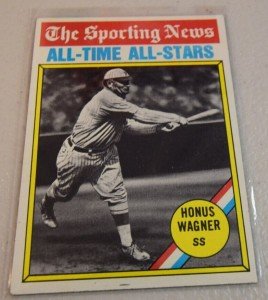 The Sporting News
ALL-TIME ALL-STARS
HONUS
WAGNER
SS